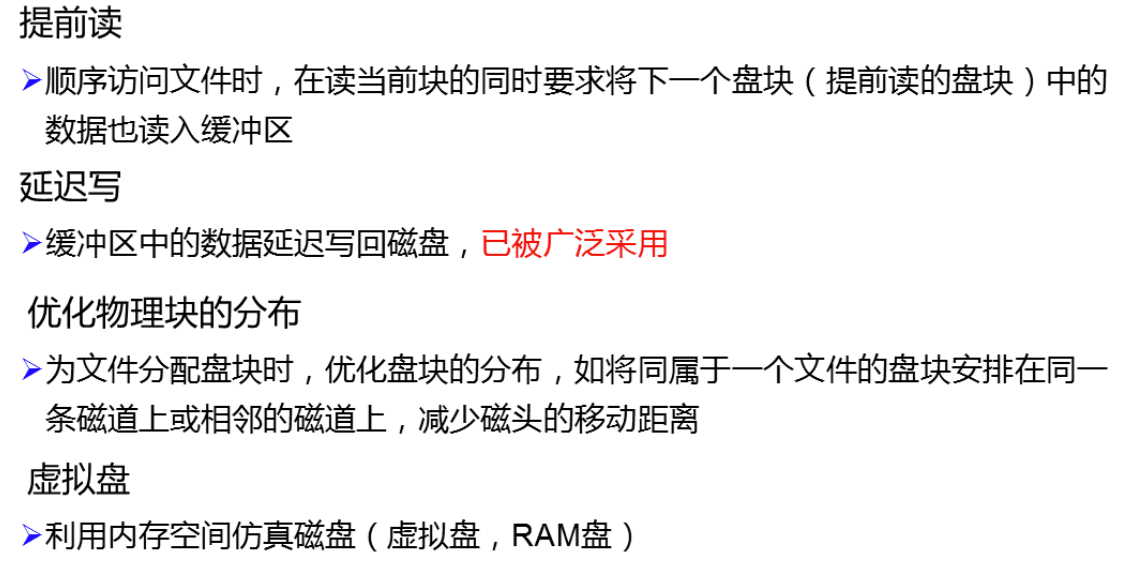 提前读
➢顺序访问文件时，在读当前块的同时要求将下一个盘块（提前读的盘块）中的
数据也读入缓冲区
延迟写
➢缓冲区中的数据延迟写回磁盘，已被广泛采用
优化物理块的分布
➢为文件分配盘块时，优化盘块的分布，如将同属于一个文件的盘块安排在同一
条磁道上或相邻的磁道上，减少磁头的移动距离
虚拟盘
➢利用内存空间仿真磁盘（虚拟盘，RAM盘）